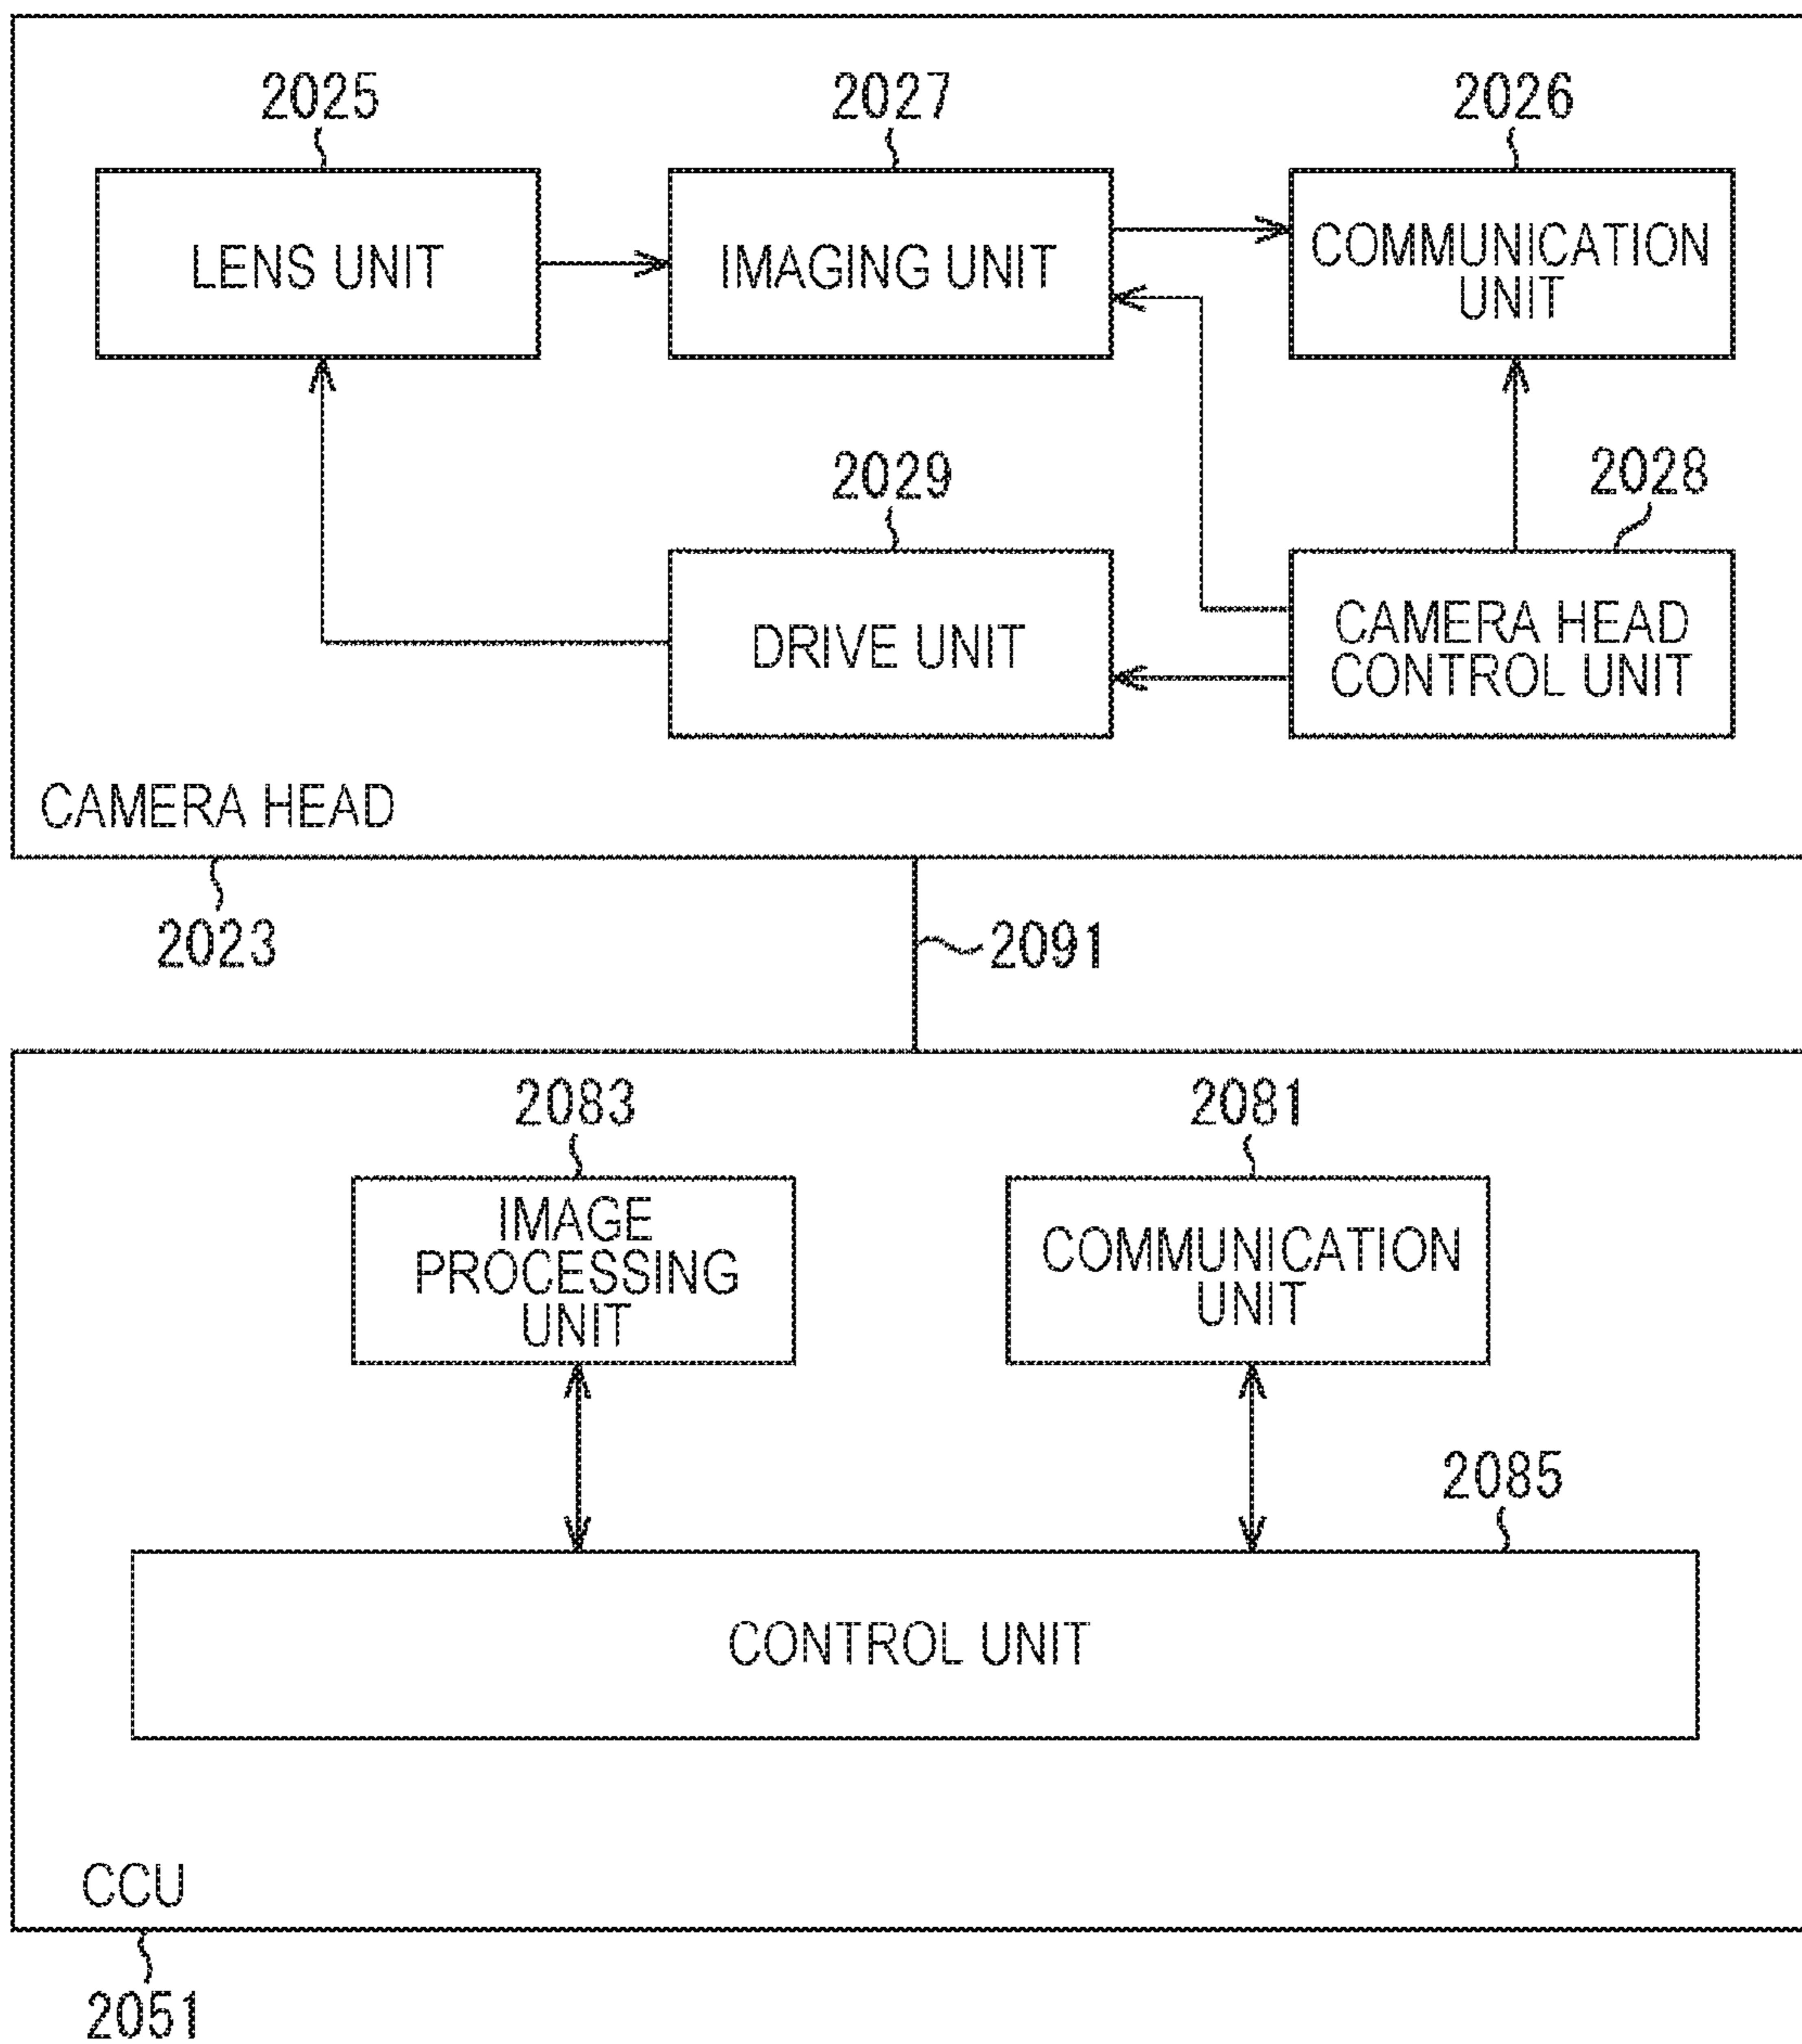 2025
2027
2026
LENS UNIT
IMAGING UNIT
COMMUNICATION
UNIT
2029
2028
DRIVE UNIT
CAMERA HEAD
CONTROL UNIT
CAMERA HEAD
2023
2091
2083
2081
IMAGE
PROCESSING
UNIT
COMMUNICATION
UNIT
2085
CONTROL UNIT
CCU
2051